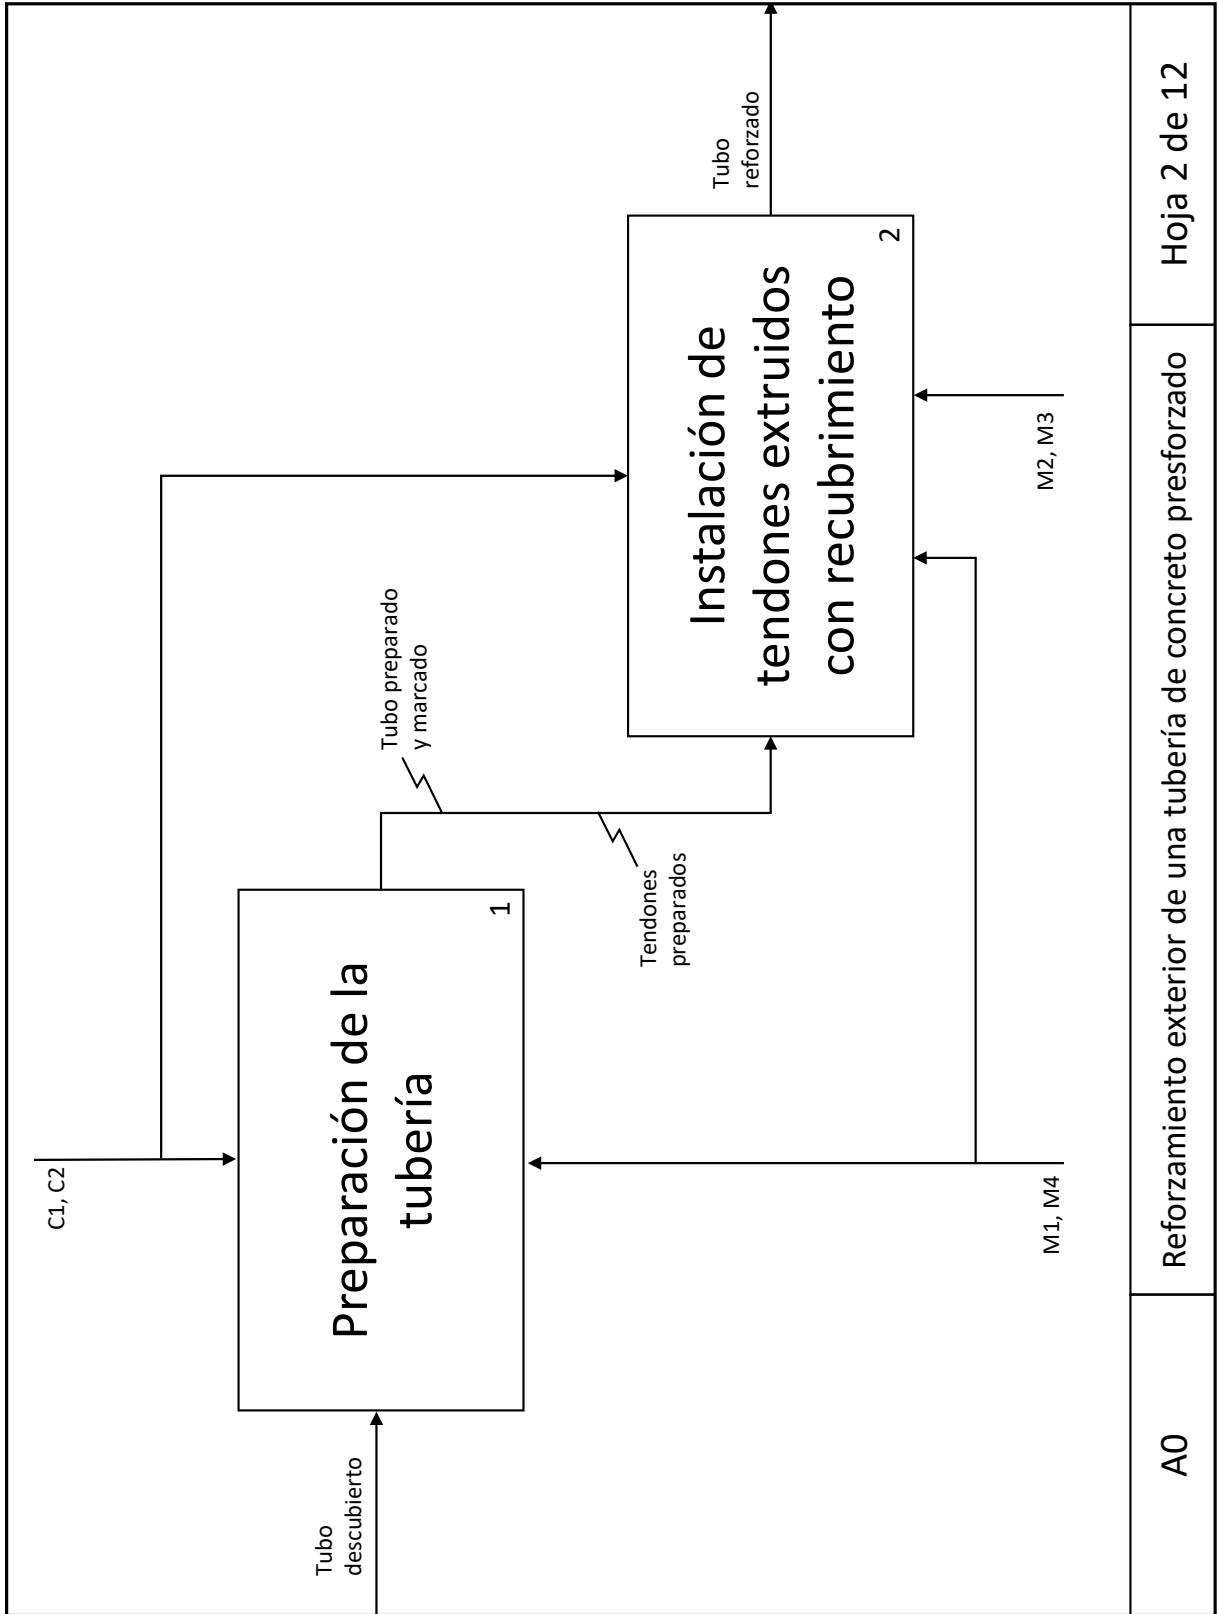 C1, C2
Tubo
descubierto
Preparación de la
tubería
1
Tubo preparado
y marcado
Tendones
preparados
Instalación de
tendones extruidos
con recubrimiento
2
Tubo
reforzado
M1, M4
M2, M3
A0
Reforzamiento exterior de una tubería de concreto presforzado
Hoja 2 de 12